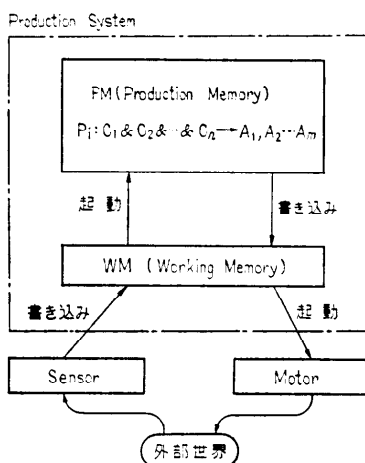 Production System
PM (Production Memory)
Pi: C1 & C2 & … & Cn → A1, A2 … Am
起動
書き込み
WM (Working Memory)
書き込み
起動
Sensor
Motor
外部世界